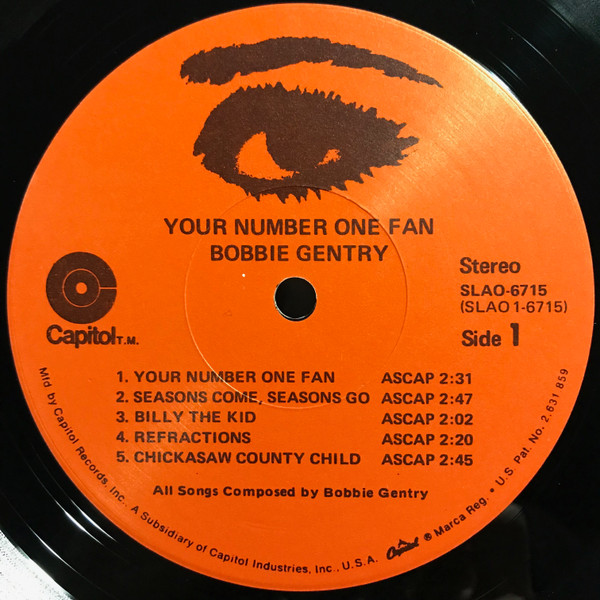 YOUR NUMBER ONE FAN
BOBBIE GENTRY
Stereo
SLAO-6715
(SLAO 1-6715)
Capitol T.M.
Side 1
1. YOUR NUMBER ONE FAN ASCAP 2:31
2. SEASONS COME, SEASONS GO ASCAP 2:47
3. BILLY THE KID ASCAP 2:02
4. REFRACTIONS ASCAP 2:20
5. CHICKASAW COUNTY CHILD ASCAP 2:45
All Songs Composed by Bobbie Gentry
Mfd by Capitol Records, Inc., A Subsidiary of Capitol Industries, Inc., U.S.A. Capitol ® Marca Reg. • U.S. Pat. No. 2.631 859